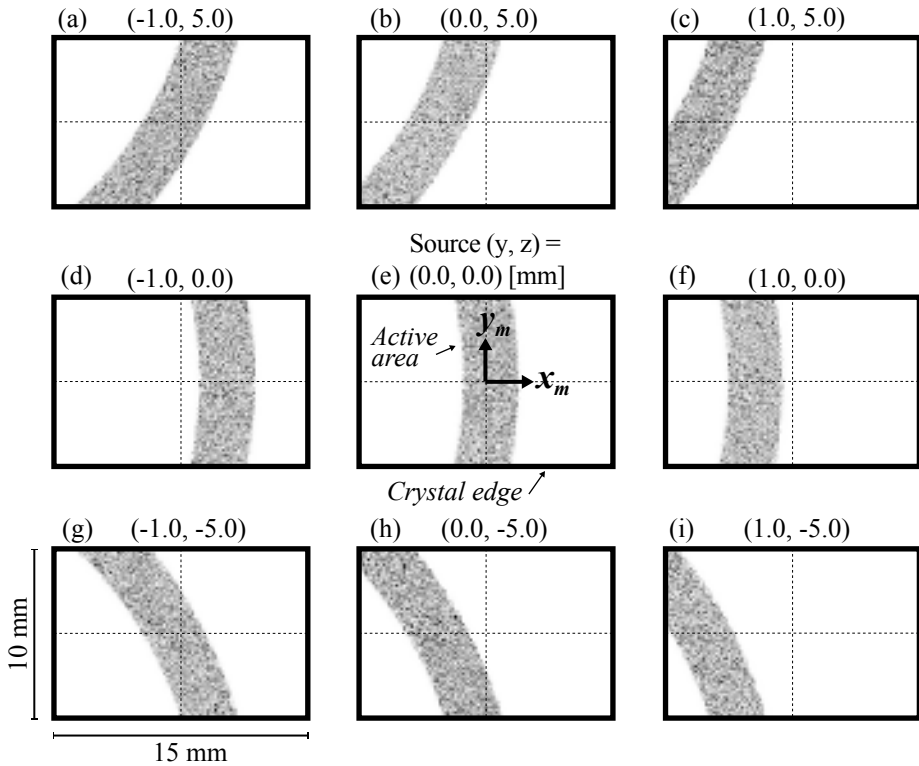 (a) (-1.0, 5.0)
(b) (0.0, 5.0)
(c) (1.0, 5.0)
Source (y, z) =
(d) (-1.0, 0.0)
(e) (0.0, 0.0) [mm]
(f) (1.0, 0.0)
Active
area
y_m
x_m
Crystal edge
(g) (-1.0, -5.0)
(h) (0.0, -5.0)
(i) (1.0, -5.0)
10 mm
15 mm